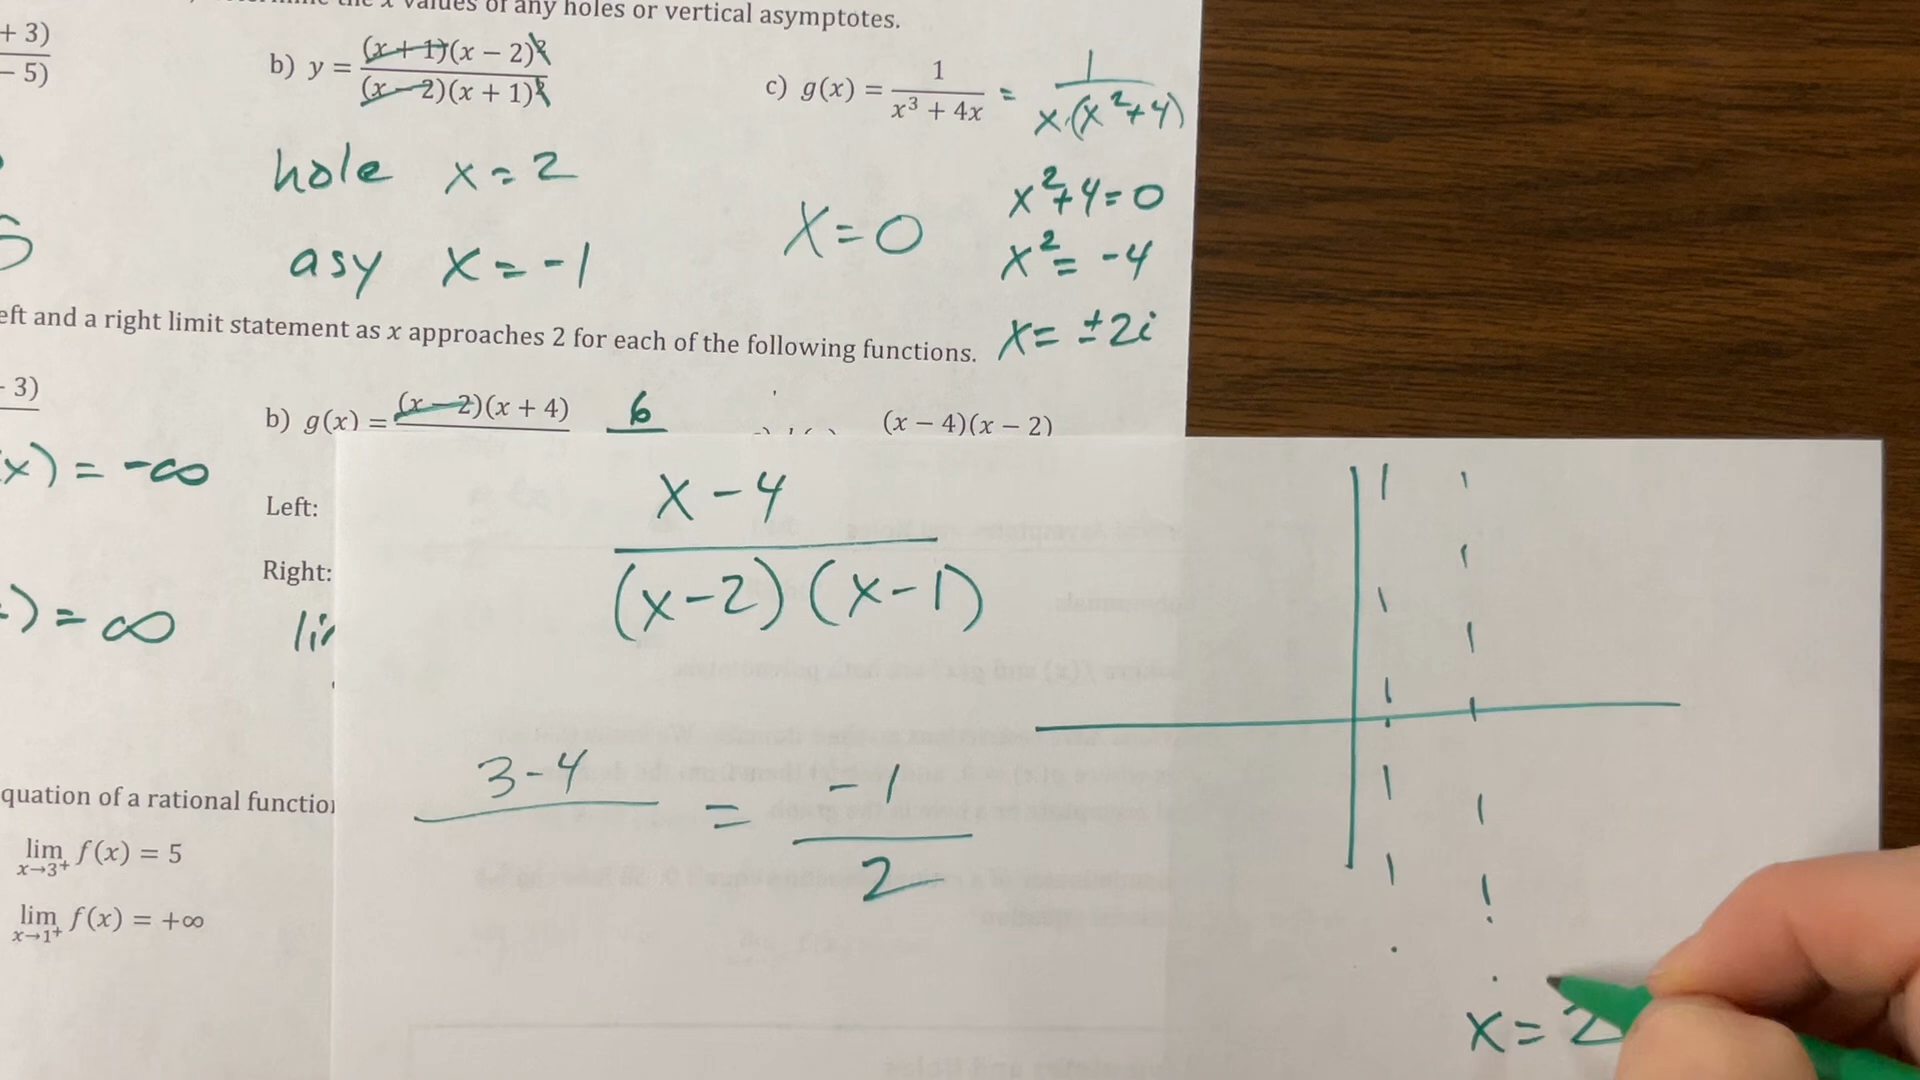 x values of any holes or vertical asymptotes.
+ 3)
− 5)
b) y = (x + 1)(x − 2)² / (x − 2)(x + 1)²
c) g(x) = 1 / x³ + 4x = 1 / x·(x²+4)
hole x = 2
asy x = -1
X = 0
x²+4=0
x² = -4
x = ±2i
eft and a right limit statement as x approaches 2 for each of the following functions.
3)
b) g(x) = (x − 2)(x + 4)
6
(x − 4)(x − 2)
x) = -∞
Left:
Right:
) = ∞
x - 4 / (x-2)(x-1)
3-4 = -1 / 2
quation of a rational function
lim x→3⁺ f(x) = 5
lim x→1⁺ f(x) = +∞
x = 2